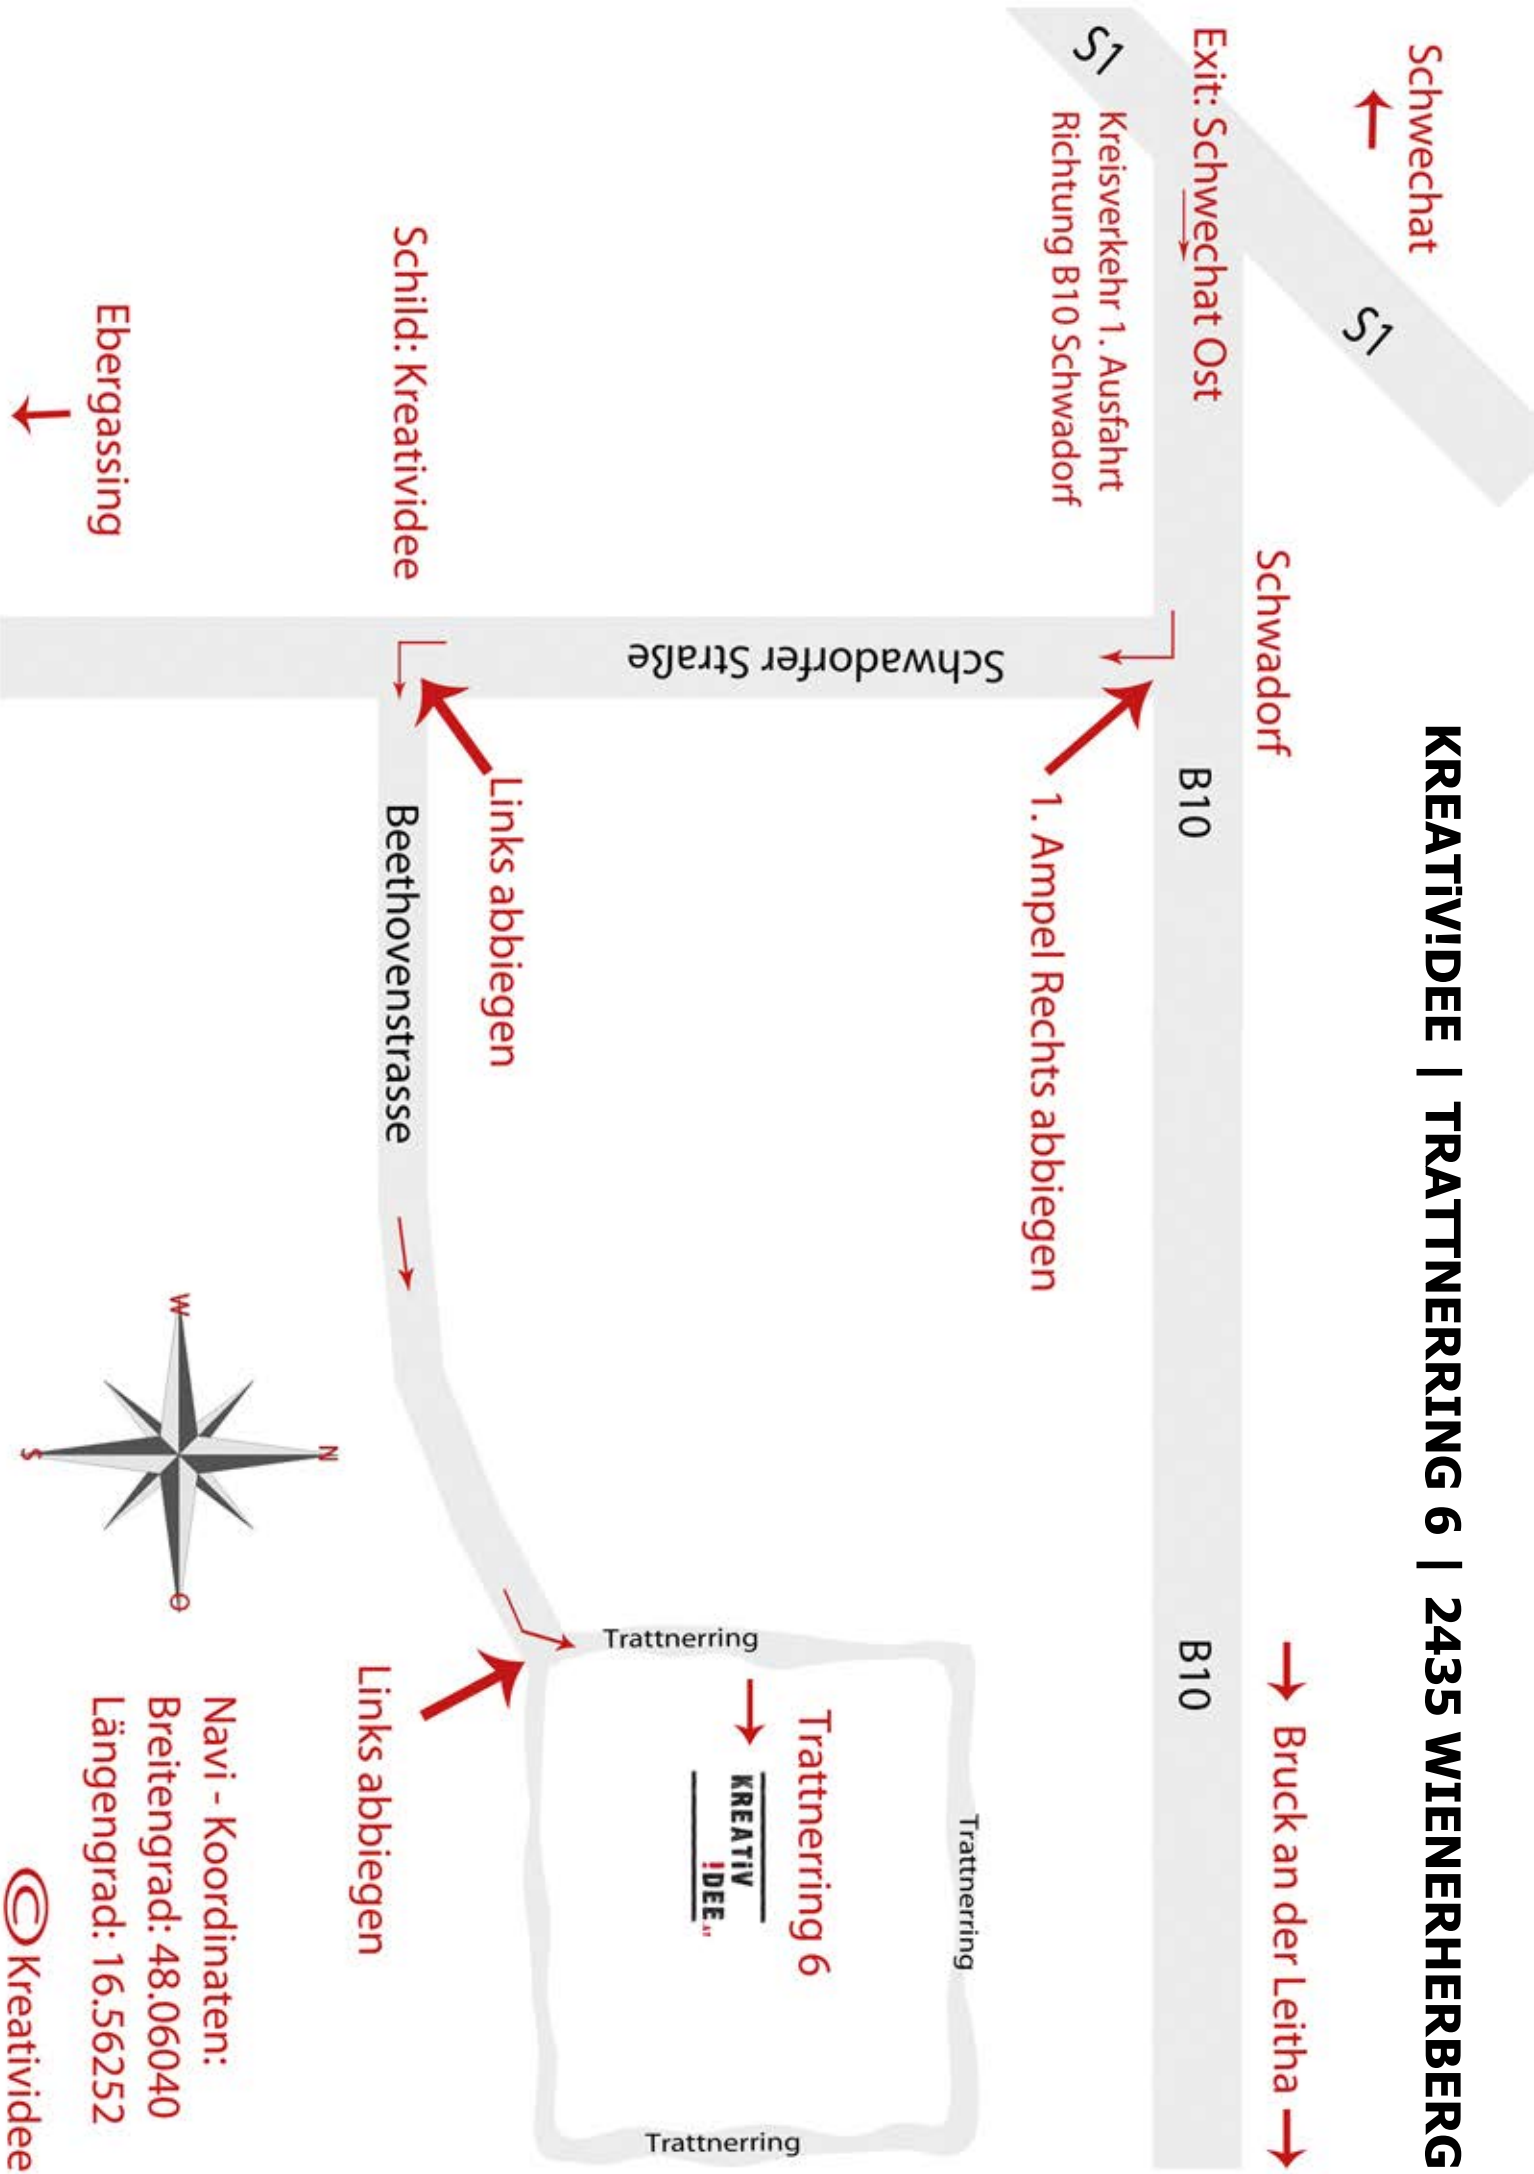 KREATiV!DEE | TRATTNERRING 6 | 2435 WIENERHERBERG
Schwechat
S1
S1
Exit: Schwechat Ost
Kreisverkehr 1. Ausfahrt
Richtung B10 Schwadorf
Schwadorf
B10
B10
Bruck an der Leitha
1. Ampel Rechts abbiegen
Schwadorfer Straße
Schild: Kreatividee
Links abbiegen
Beethovenstrasse
Ebergassing
Trattnerring
Trattnerring
Trattnerring
Trattnerring 6
KREATiV
!DEE.AT
Links abbiegen
N
W
O
S
Navi - Koordinaten:
Breitengrad: 48.06040
Längengrad: 16.56252
© Kreatividee